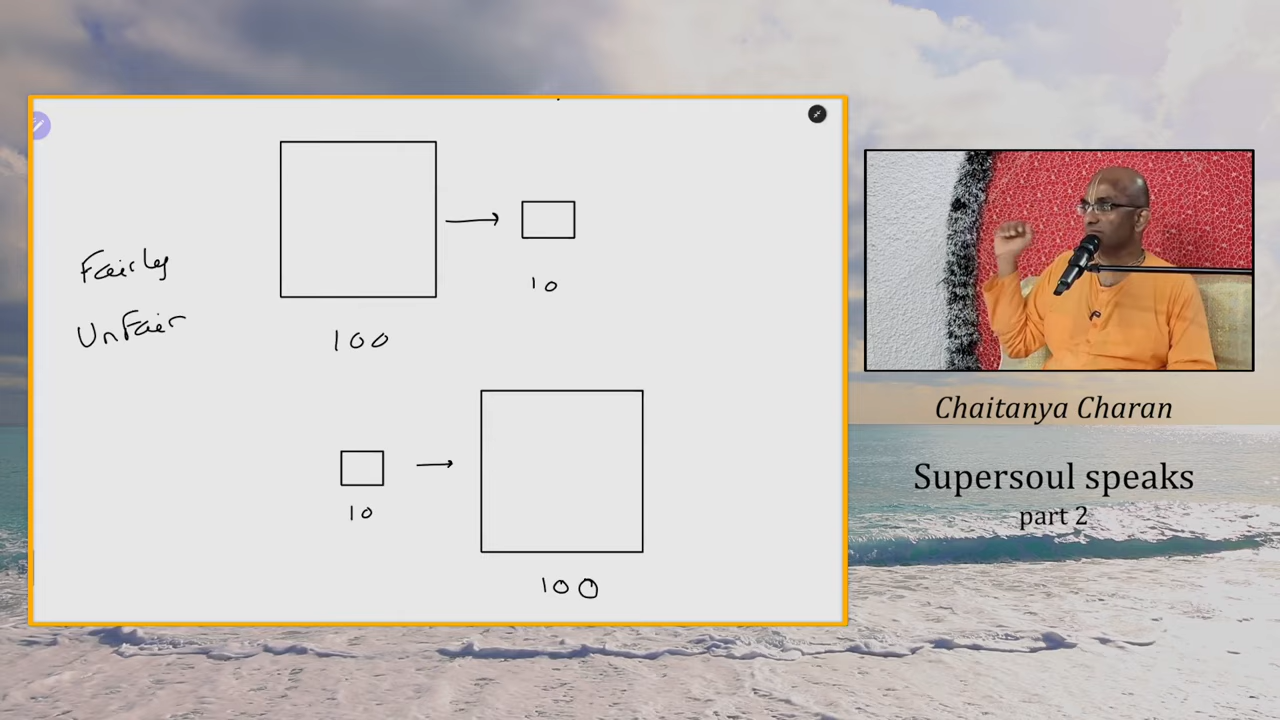 Fairly
UnFair
100
10
10
100
Chaitanya Charan
Supersoul speaks
part 2